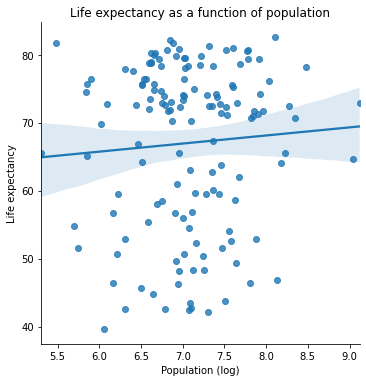 Life expectancy as a function of population
Life expectancy
80
70
60
50
40
5.5 6.0 6.5 7.0 7.5 8.0 8.5 9.0
Population (log)